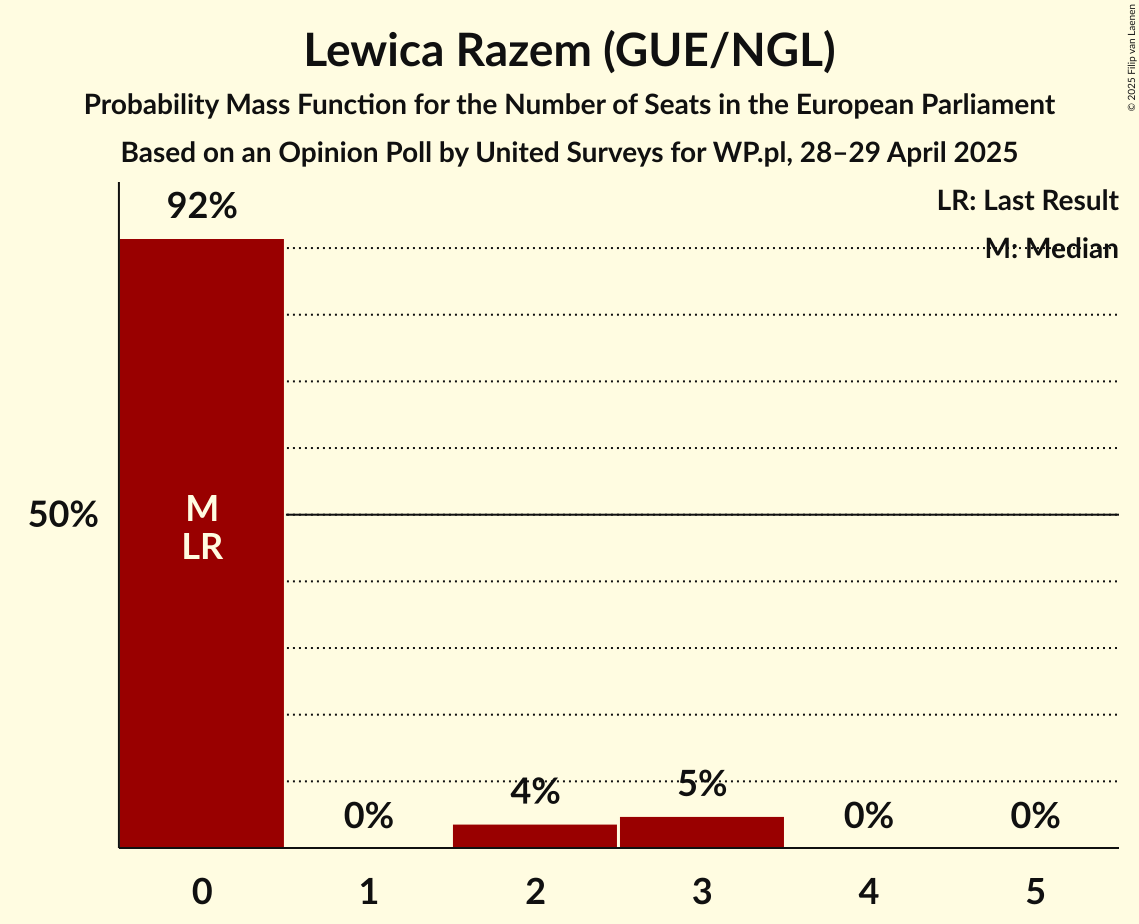 Lewica Razem (GUE/NGL)
Probability Mass Function for the Number of Seats in the European Parliament
Based on an Opinion Poll by United Surveys for WP.pl, 28–29 April 2025
© 2025 Filip van Laenen
LR: Last Result
M: Median
92%
50%
M
LR
0%
4%
5%
0%
0%
0
1
2
3
4
5